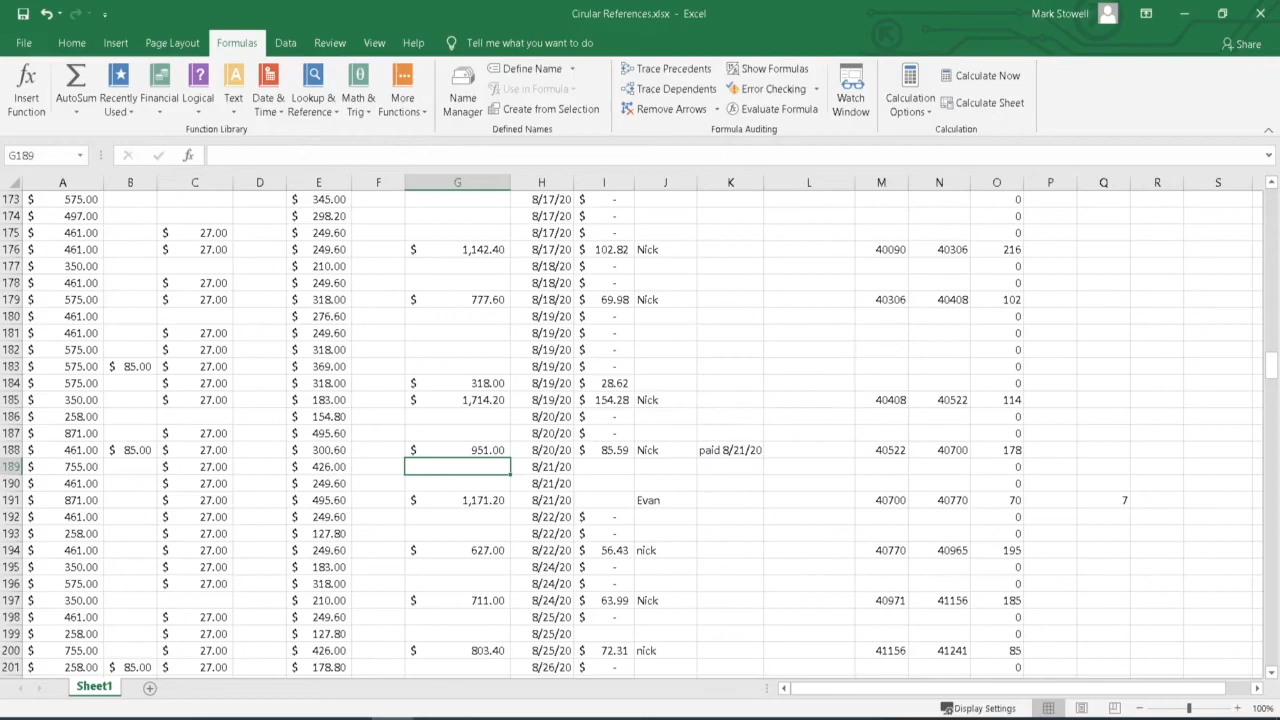 Cirular References.xlsx - Excel
Mark Stowell
File Home Insert Page Layout Formulas Data Review View Help Tell me what you want to do Share
Insert Function
AutoSum
Recently Used
Financial
Logical
Text
Date & Time
Lookup & Reference
Math & Trig
More Functions
Function Library
Name Manager
Define Name
Use in Formula
Create from Selection
Defined Names
Trace Precedents
Trace Dependents
Remove Arrows
Show Formulas
Error Checking
Evaluate Formula
Formula Auditing
Watch Window
Calculation Options
Calculate Now
Calculate Sheet
Calculation
G189 fx
A B C D E F G H I J K L M N O P Q R S
173 $ 575.00 $ 345.00 8/17/20 $ - 0
174 $ 497.00 $ 298.20 8/17/20 $ - 0
175 $ 461.00 $ 27.00 $ 249.60 8/17/20 $ - 0
176 $ 461.00 $ 27.00 $ 249.60 $ 1,142.40 8/17/20 $ 102.82 Nick 40090 40306 216
177 $ 350.00 $ 210.00 8/18/20 $ - 0
178 $ 461.00 $ 27.00 $ 249.60 8/18/20 $ - 0
179 $ 575.00 $ 27.00 $ 318.00 $ 777.60 8/18/20 $ 69.98 Nick 40306 40408 102
180 $ 461.00 $ 276.60 8/19/20 $ - 0
181 $ 461.00 $ 27.00 $ 249.60 8/19/20 $ - 0
182 $ 575.00 $ 27.00 $ 318.00 8/19/20 $ - 0
183 $ 575.00 $ 85.00 $ 27.00 $ 369.00 8/19/20 $ - 0
184 $ 575.00 $ 27.00 $ 318.00 $ 318.00 8/19/20 $ 28.62 0
185 $ 350.00 $ 27.00 $ 183.00 $ 1,714.20 8/19/20 $ 154.28 Nick 40408 40522 114
186 $ 258.00 $ 154.80 8/20/20 $ - 0
187 $ 871.00 $ 27.00 $ 495.60 8/20/20 $ - 0
188 $ 461.00 $ 85.00 $ 27.00 $ 300.60 $ 951.00 8/20/20 $ 85.59 Nick paid 8/21/20 40522 40700 178
189 $ 755.00 $ 27.00 $ 426.00 8/21/20 0
190 $ 461.00 $ 27.00 $ 249.60 8/21/20 0
191 $ 871.00 $ 27.00 $ 495.60 $ 1,171.20 8/21/20 Evan 40700 40770 70 7
192 $ 461.00 $ 27.00 $ 249.60 8/22/20 $ - 0
193 $ 258.00 $ 27.00 $ 127.80 8/22/20 $ - 0
194 $ 461.00 $ 27.00 $ 249.60 $ 627.00 8/22/20 $ 56.43 nick 40770 40965 195
195 $ 350.00 $ 27.00 $ 183.00 8/24/20 $ - 0
196 $ 575.00 $ 27.00 $ 318.00 8/24/20 $ - 0
197 $ 350.00 $ 210.00 $ 711.00 8/24/20 $ 63.99 Nick 40971 41156 185
198 $ 461.00 $ 27.00 $ 249.60 8/25/20 $ - 0
199 $ 258.00 $ 27.00 $ 127.80 8/25/20 0
200 $ 755.00 $ 27.00 $ 426.00 $ 803.40 8/25/20 $ 72.31 nick 41156 41241 85
201 $ 258.00 $ 85.00 $ 27.00 $ 178.80 8/26/20 $ - 0
Sheet1
Display Settings 100%